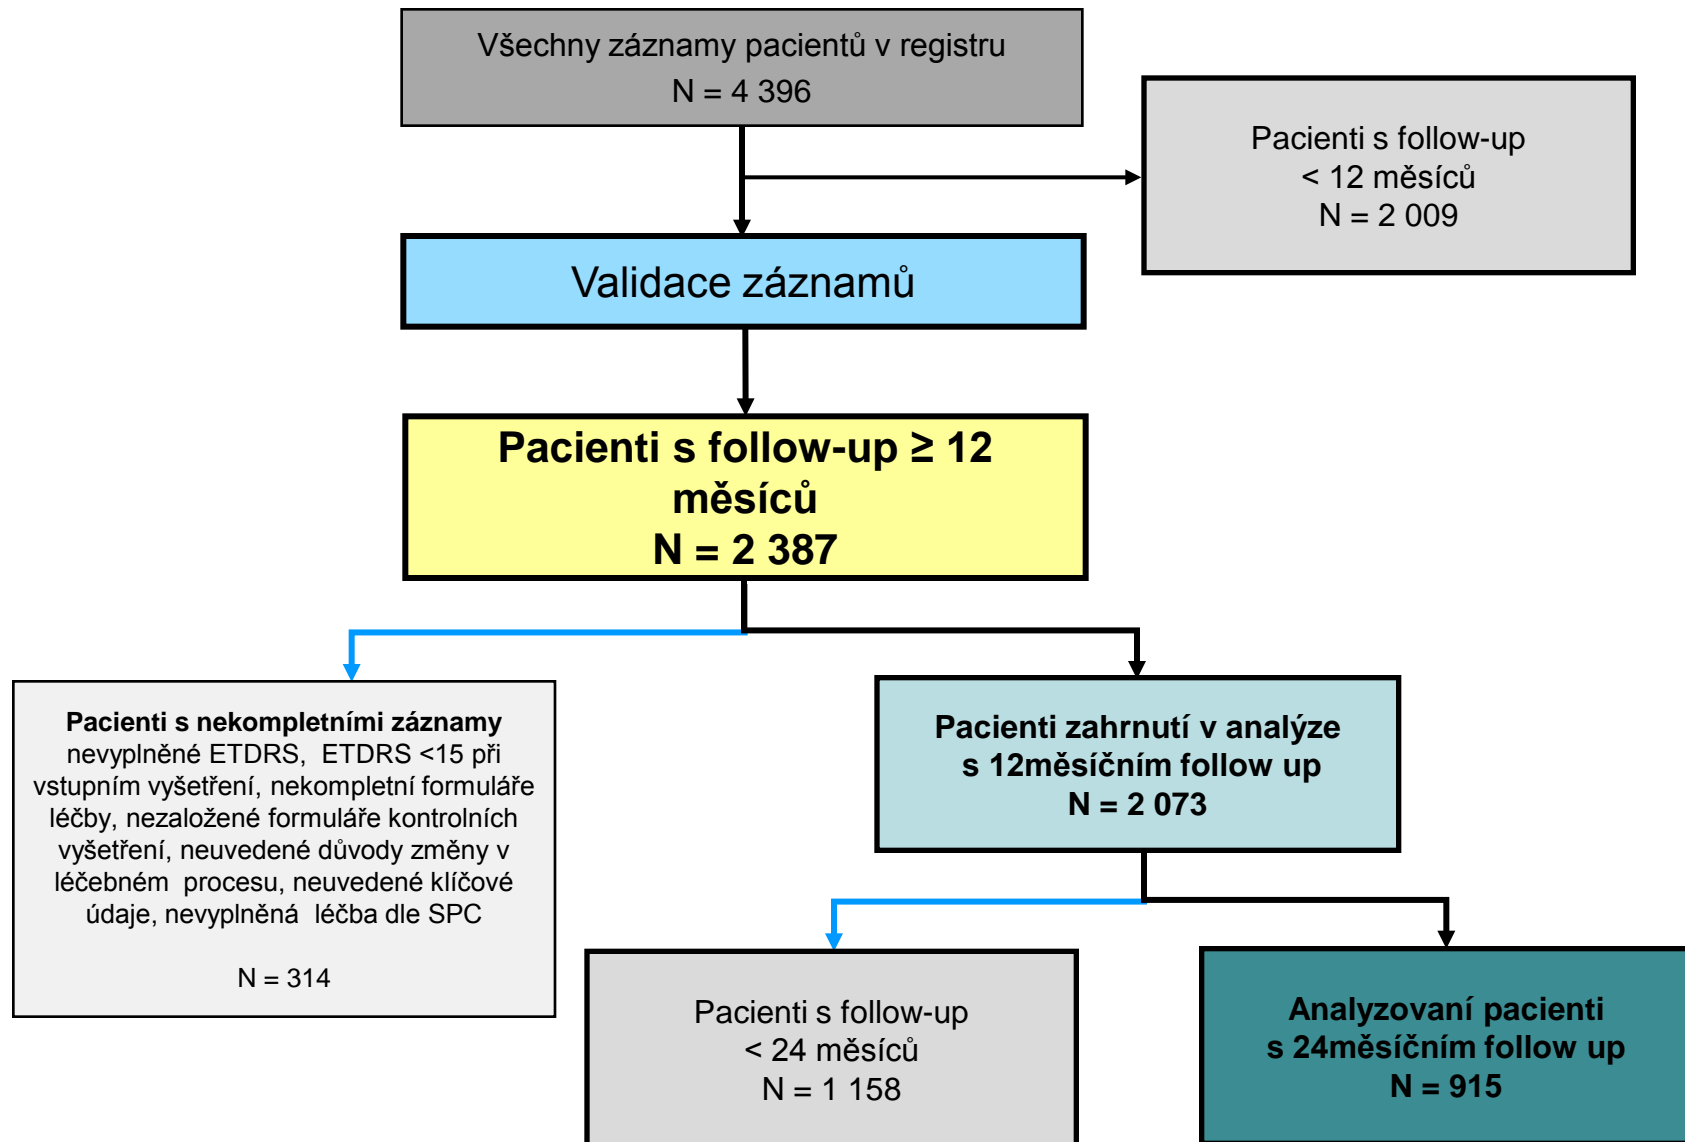 Všechny záznamy pacientů v registru
N = 4 396
Pacienti s follow-up
< 12 měsíců
N = 2 009
Validace záznamů
Pacienti s follow-up ≥ 12
měsíců
N = 2 387
Pacienti s nekompletními záznamy
nevyplněné ETDRS, ETDRS <15 při
vstupním vyšetření, nekompletní formuláře
léčby, nezaložené formuláře kontrolních
vyšetření, neuvedené důvody změny v
léčebném procesu, neuvedené klíčové
údaje, nevyplněná léčba dle SPC
N = 314
Pacienti zahrnutí v analýze
s 12měsíčním follow up
N = 2 073
Pacienti s follow-up
< 24 měsíců
N = 1 158
Analyzovaní pacienti
s 24měsíčním follow up
N = 915